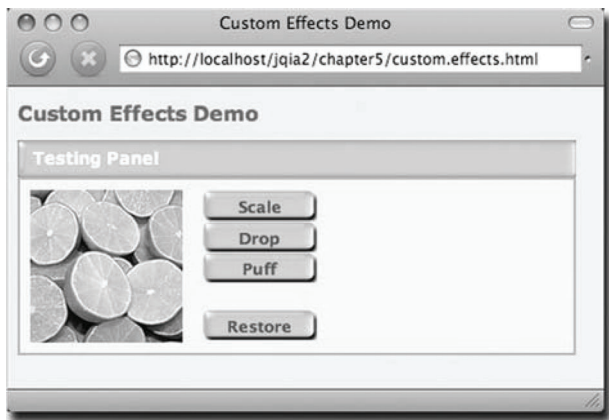 Custom Effects Demo
http://localhost/jqia2/chapter5/custom.effects.html
Custom Effects Demo
Testing Panel
Scale
Drop
Puff
Restore